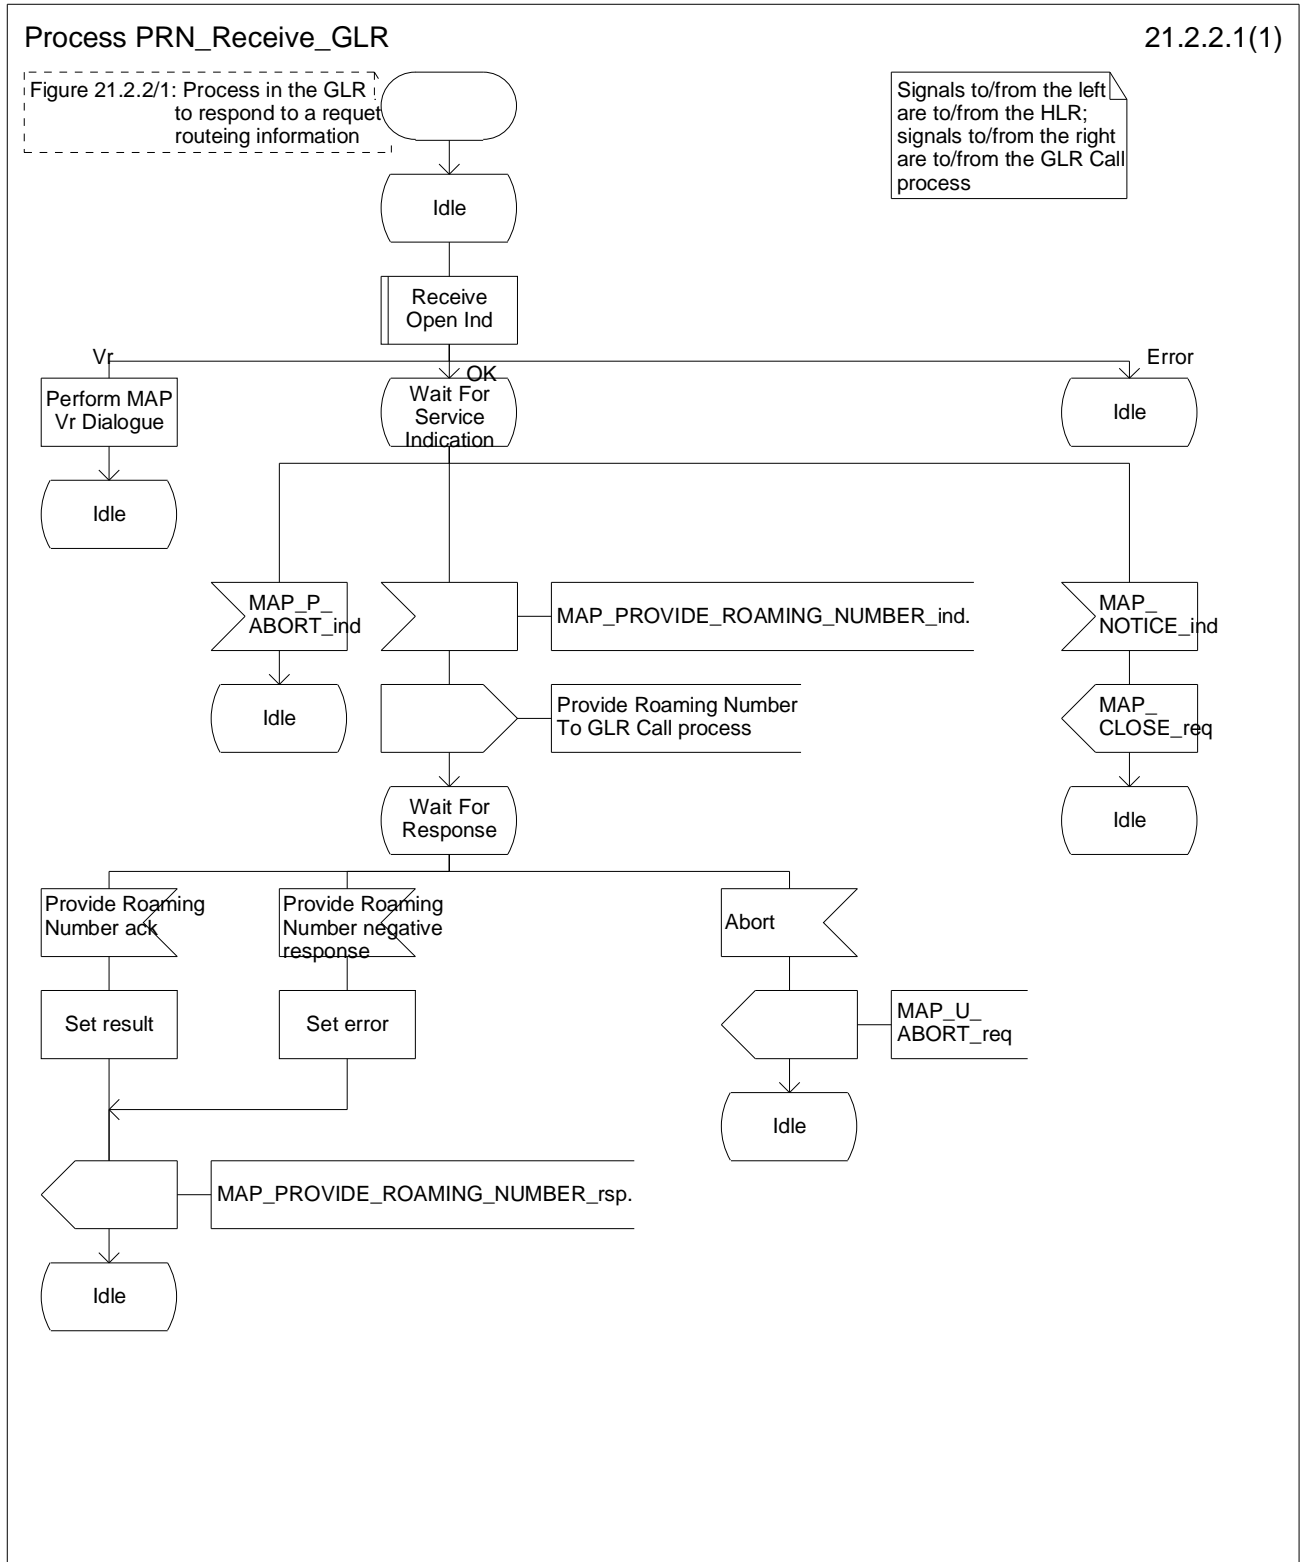 Process PRN_Receive_GLR
21.2.2.1(1)
Figure 21.2.2/1: Process in the GLR
to respond to a requet
routeing information
Signals to/from the left
are to/from the HLR;
signals to/from the right
are to/from the GLR Call
process
Idle
Receive
Open Ind
Vr
OK
Error
Perform MAP
Vr Dialogue
Wait For
Service
Indication
Idle
Idle
MAP_P_
ABORT_ind
MAP_PROVIDE_ROAMING_NUMBER_ind.
MAP_
NOTICE_ind
Idle
Provide Roaming Number
To GLR Call process
MAP_
CLOSE_req
Wait For
Response
Idle
Provide Roaming
Number ack
Provide Roaming
Number negative
response
Abort
Set result
Set error
MAP_U_
ABORT_req
Idle
MAP_PROVIDE_ROAMING_NUMBER_rsp.
Idle